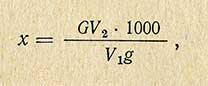 x = GV₂ · 1000 / V₁g ,